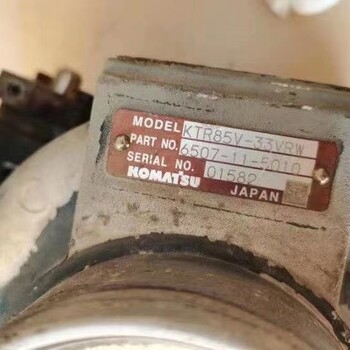 MODEL KTR85V-33VRW
PART NO. 6507-11-5010
SERIAL NO. 01582
KOMATSU JAPAN